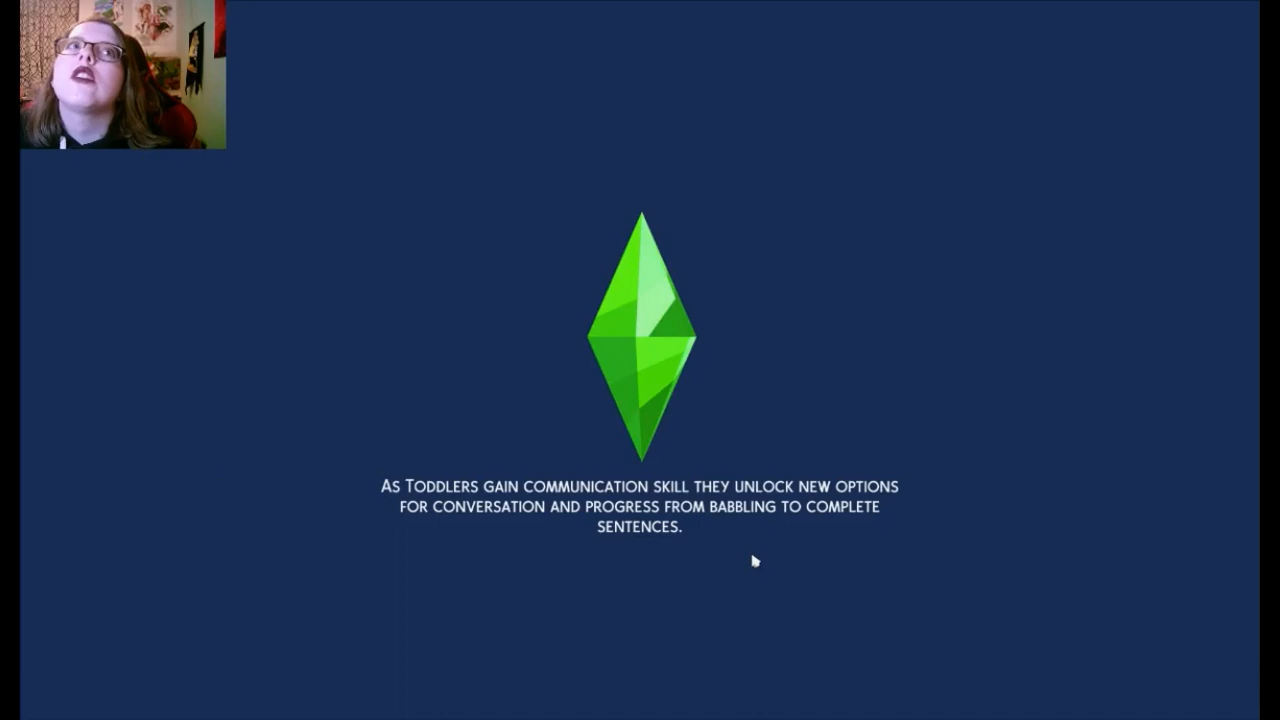 As Toddlers gain communication skill they unlock new options
for conversation and progress from babbling to complete
sentences.